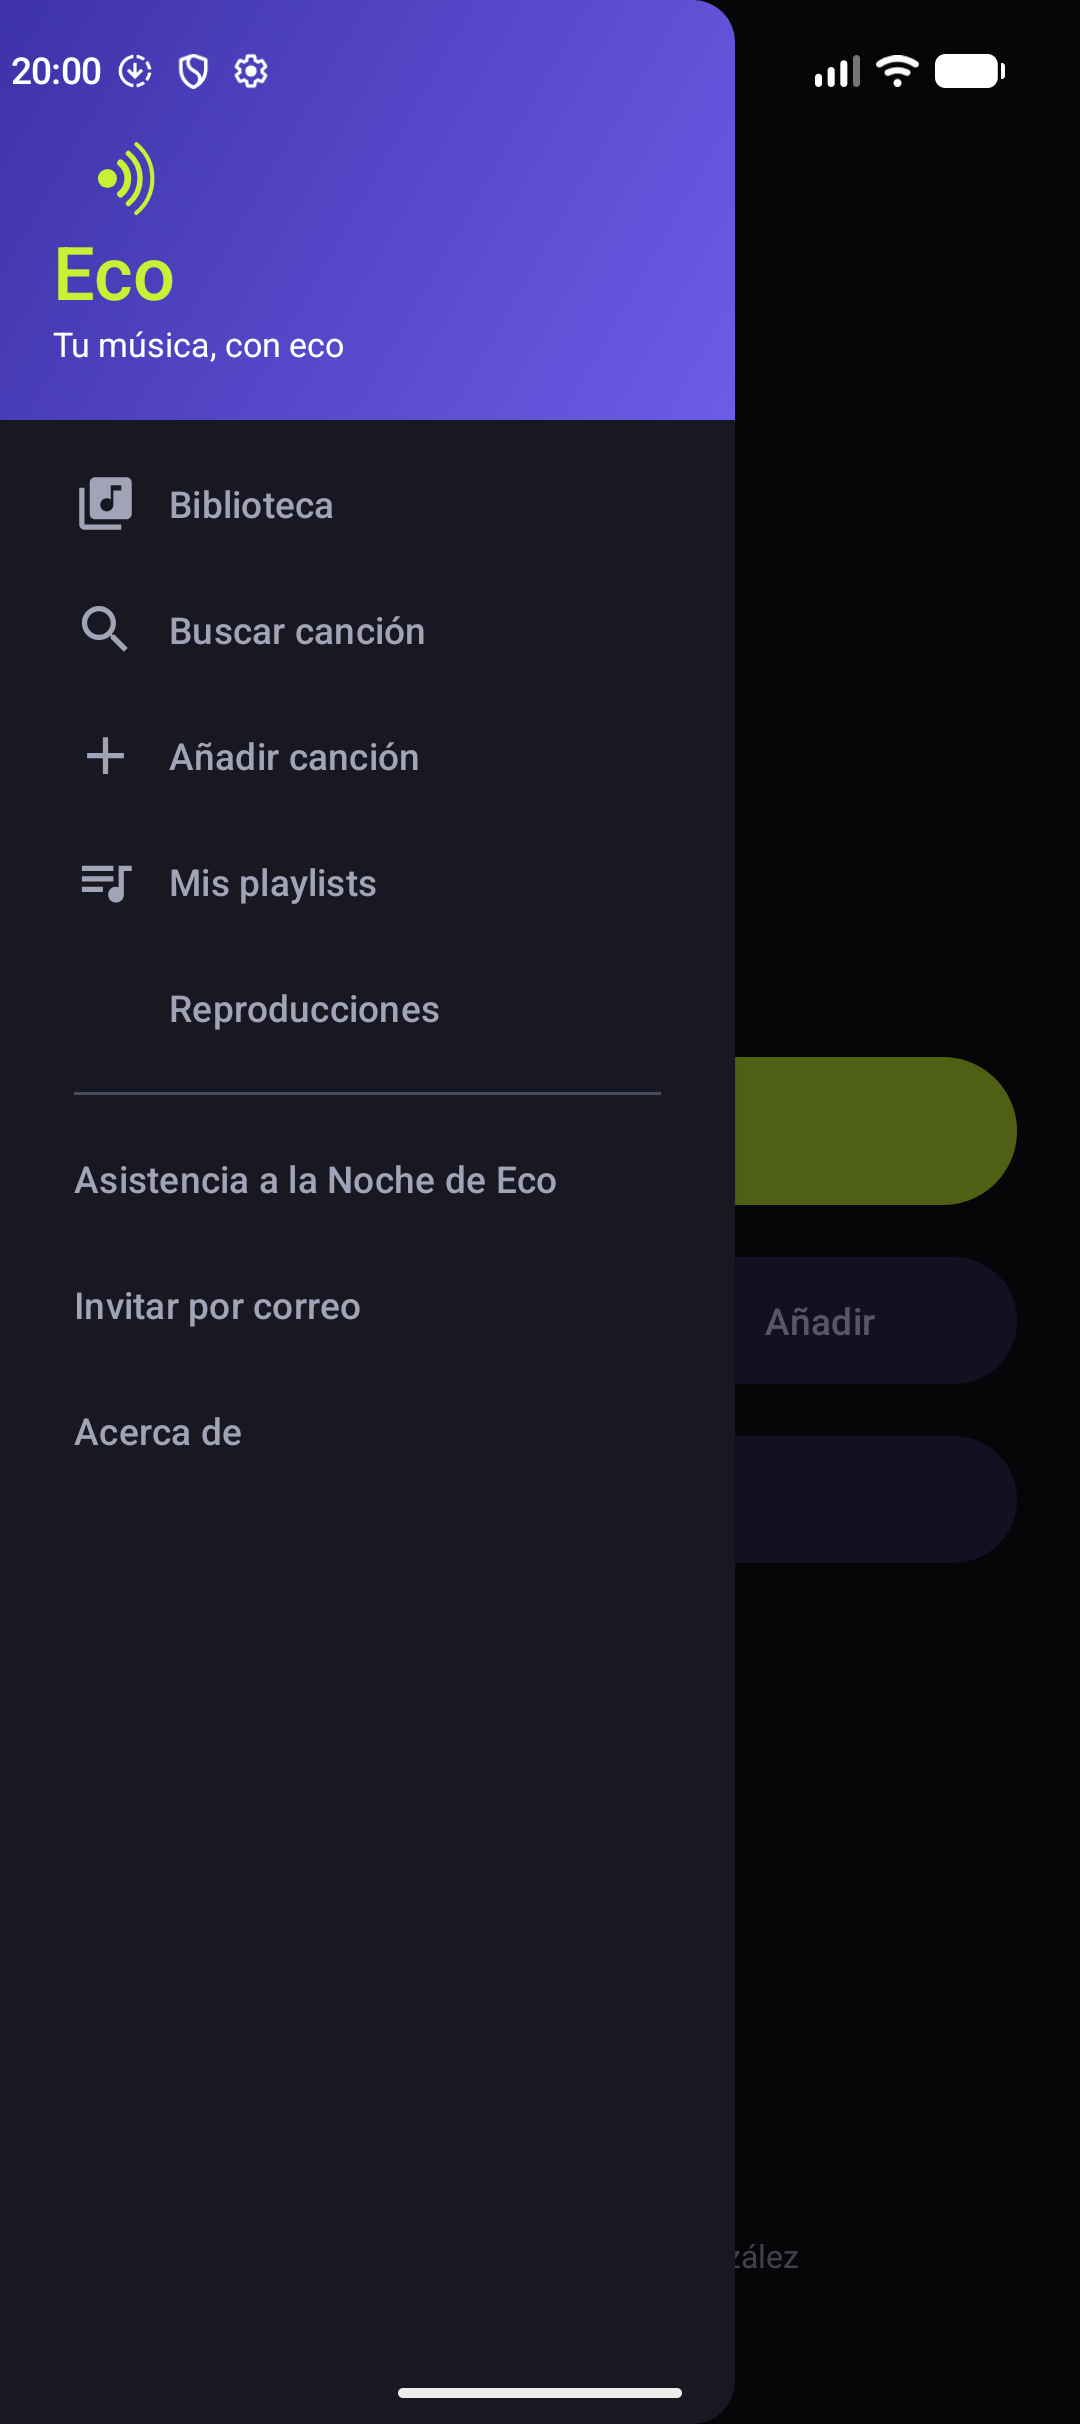 20:00
Eco
Tu música, con eco
Biblioteca
Buscar canción
Añadir canción
Mis playlists
Reproducciones
Asistencia a la Noche de Eco
Invitar por correo
Añadir
Acerca de
zález